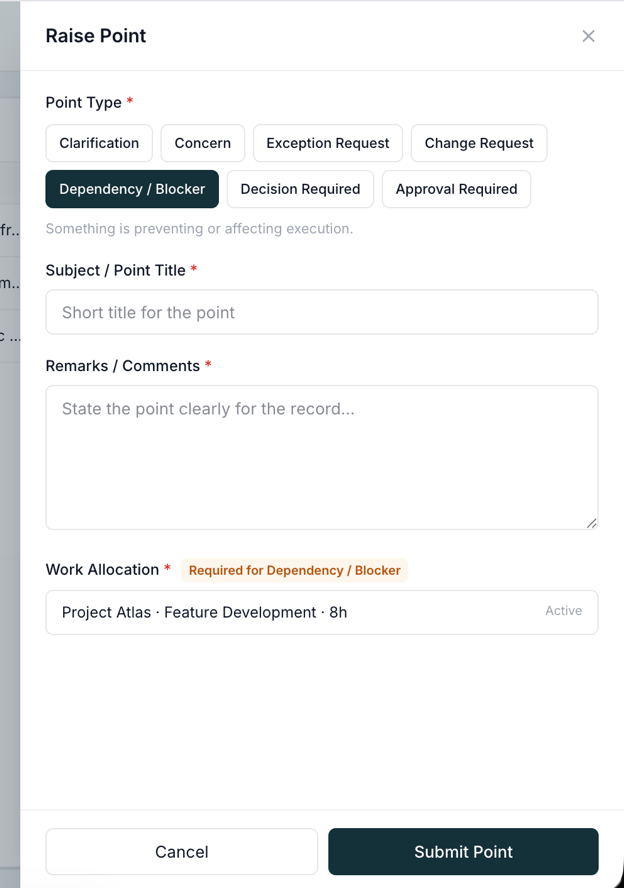 Raise Point
Point Type *
Clarification
Concern
Exception Request
Change Request
Dependency / Blocker
Decision Required
Approval Required
Something is preventing or affecting execution.
Subject / Point Title *
Short title for the point
Remarks / Comments *
State the point clearly for the record...
Work Allocation * Required for Dependency / Blocker
Project Atlas · Feature Development · 8h Active
Cancel
Submit Point